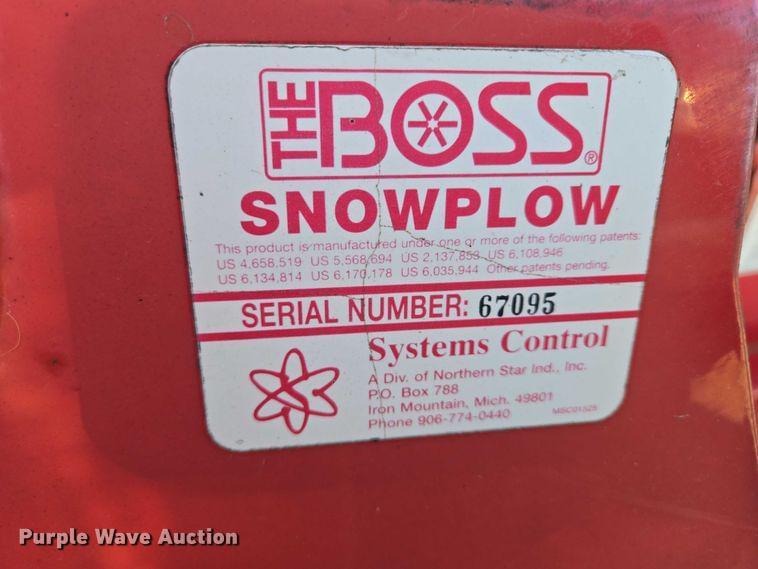 THE BOSS®
SNOWPLOW
This product is manufactured under one or more of the following patents:
US 4,658,519 US 5,568,694 US 2,137,853 US 6,108,946
US 6,134,814 US 6,170,178 US 6,035,944 Other patents pending.
SERIAL NUMBER: 67095
Systems Control
A Div. of Northern Star Ind., Inc.
P.O. Box 788
Iron Mountain, Mich. 49801
Phone 906-774-0440
MSC01525
Purple Wave Auction